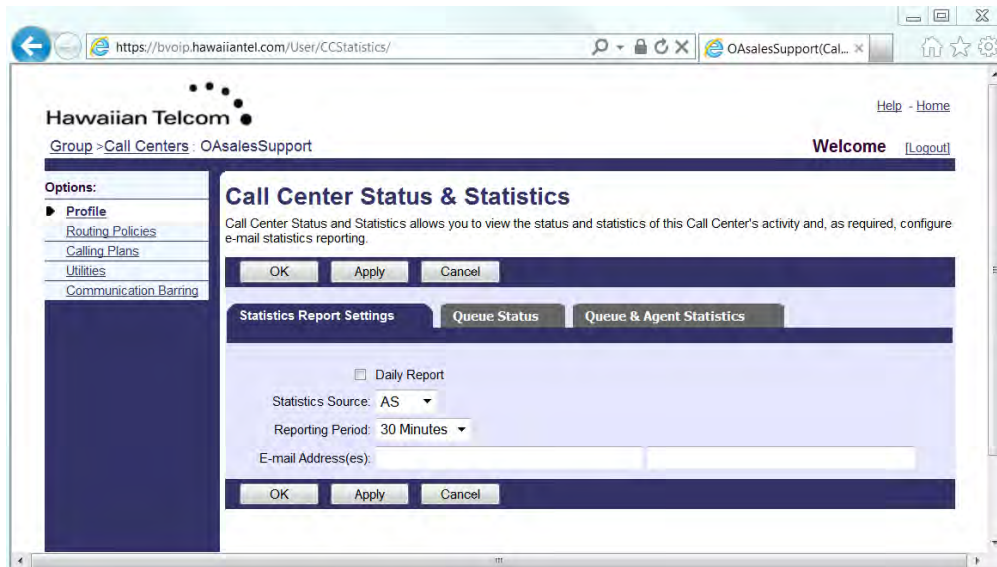 https://bvoip.hawaiiantel.com/User/CCStatistics/
OAsalesSupport(Cal...
Hawaiian Telcom
Help - Home
Group >Call Centers : OAsalesSupport
Welcome [Logout]
Options:
Profile
Routing Policies
Calling Plans
Utilities
Communication Barring
Call Center Status & Statistics
Call Center Status and Statistics allows you to view the status and statistics of this Call Center's activity and, as required, configure
e-mail statistics reporting.
OK Apply Cancel
Statistics Report Settings Queue Status Queue & Agent Statistics
Daily Report
Statistics Source: AS
Reporting Period: 30 Minutes
E-mail Address(es):
OK Apply Cancel